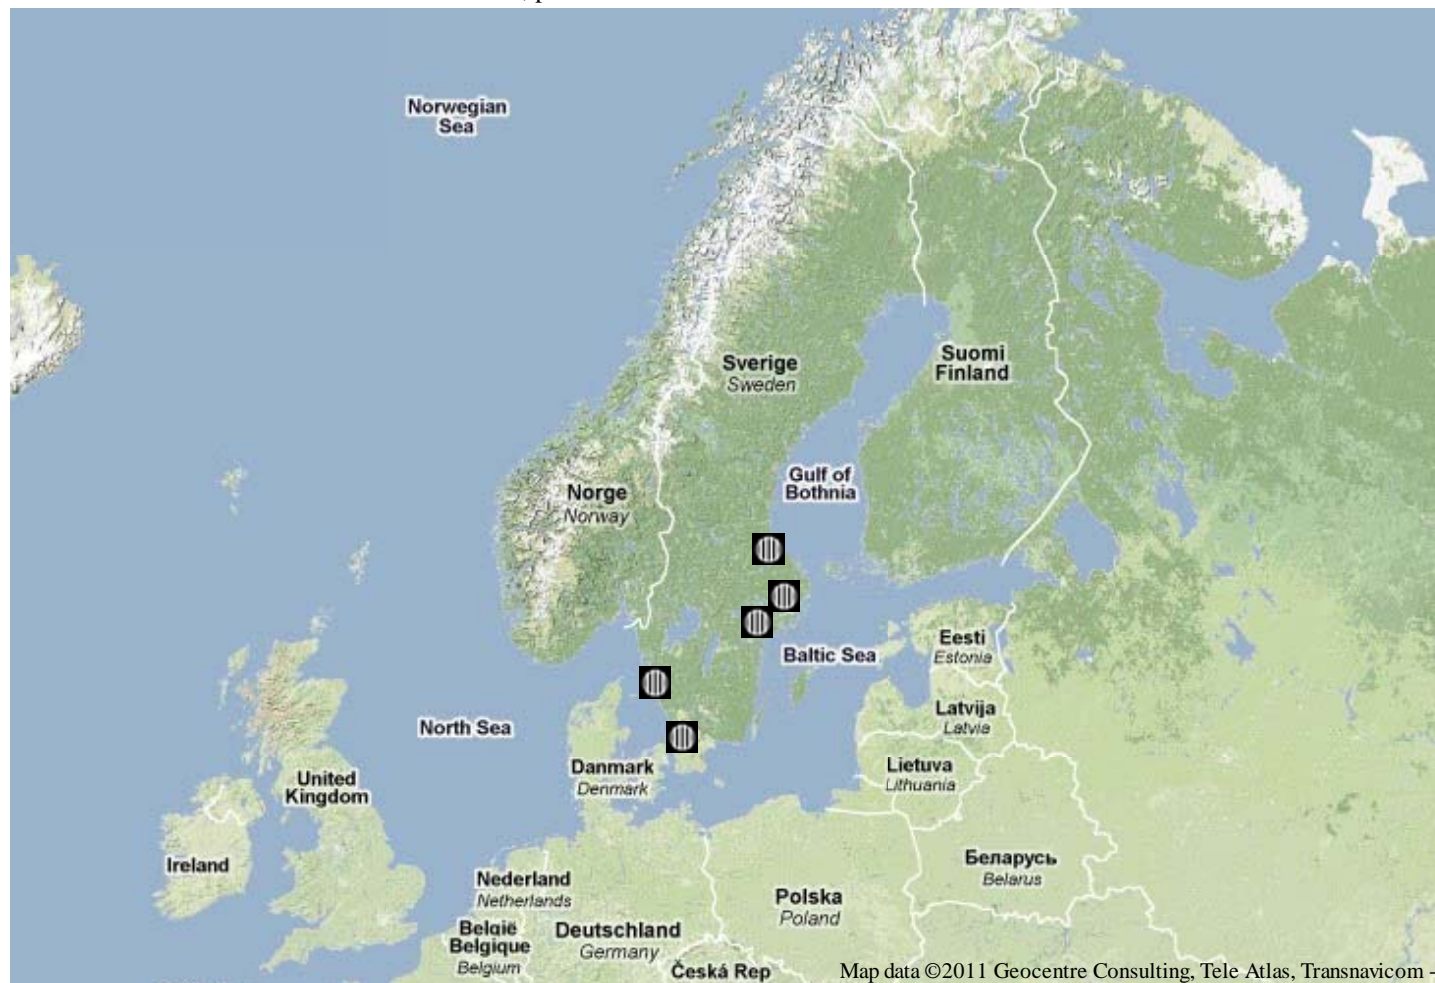 Norwegian
Sea
Sverige
Sweden
Suomi
Finland
Gulf of
Bothnia
Norge
Norway
Eesti
Estonia
Baltic Sea
Latvija
Latvia
North Sea
Danmark
Denmark
Lietuva
Lithuania
United
Kingdom
Ireland
Беларусь
Belarus
Nederland
Netherlands
Polska
Poland
België
Belgique
Belgium
Deutschland
Germany
Česká Rep
Map data ©2011 Geocentre Consulting, Tele Atlas, Transnavicom -